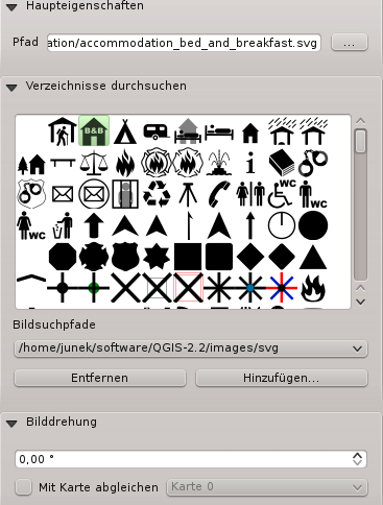 Haupteigenschaften
Pfad ation/accommodation_bed_and_breakfast.svg ...
Verzeichnisse durchsuchen
B&B
i
wc
wc
wc
Bildsuchpfade
/home/junek/software/QGIS-2.2/images/svg
Entfernen Hinzufügen...
Bilddrehung
0,00 °
Mit Karte abgleichen Karte 0